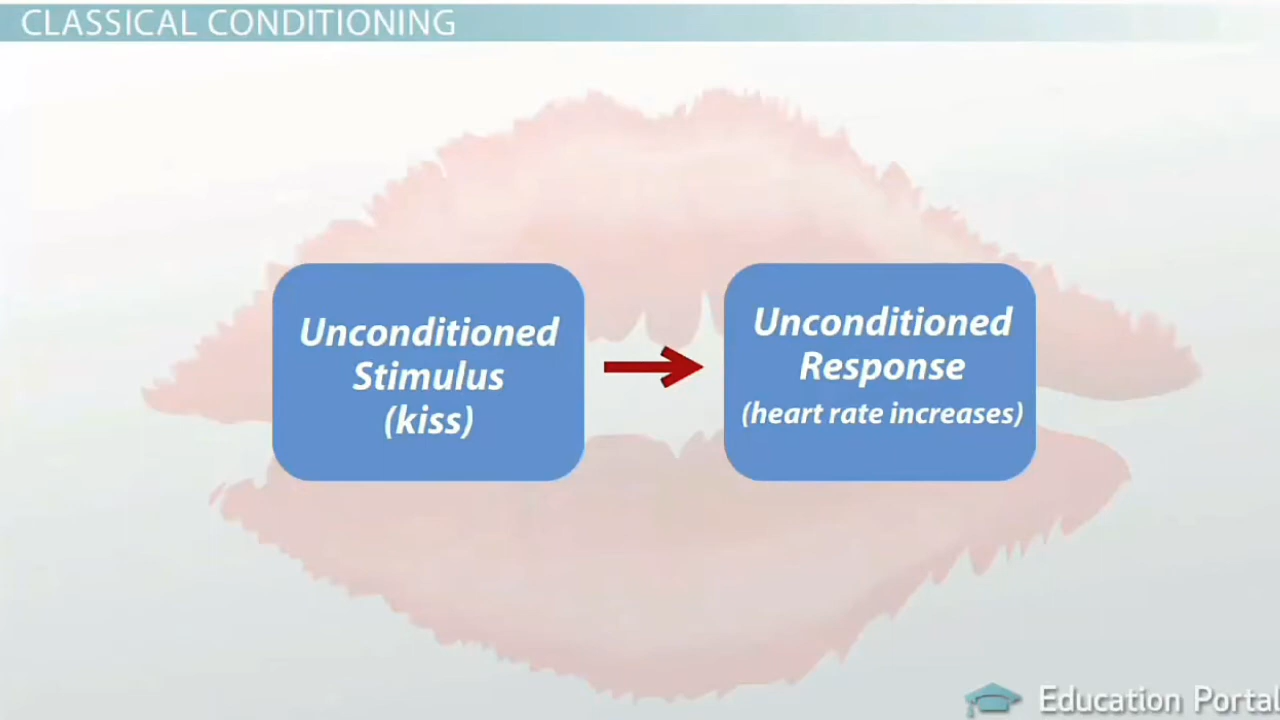 CLASSICAL CONDITIONING
Unconditioned
Stimulus
(kiss)
Unconditioned
Response
(heart rate increases)
Education Portal